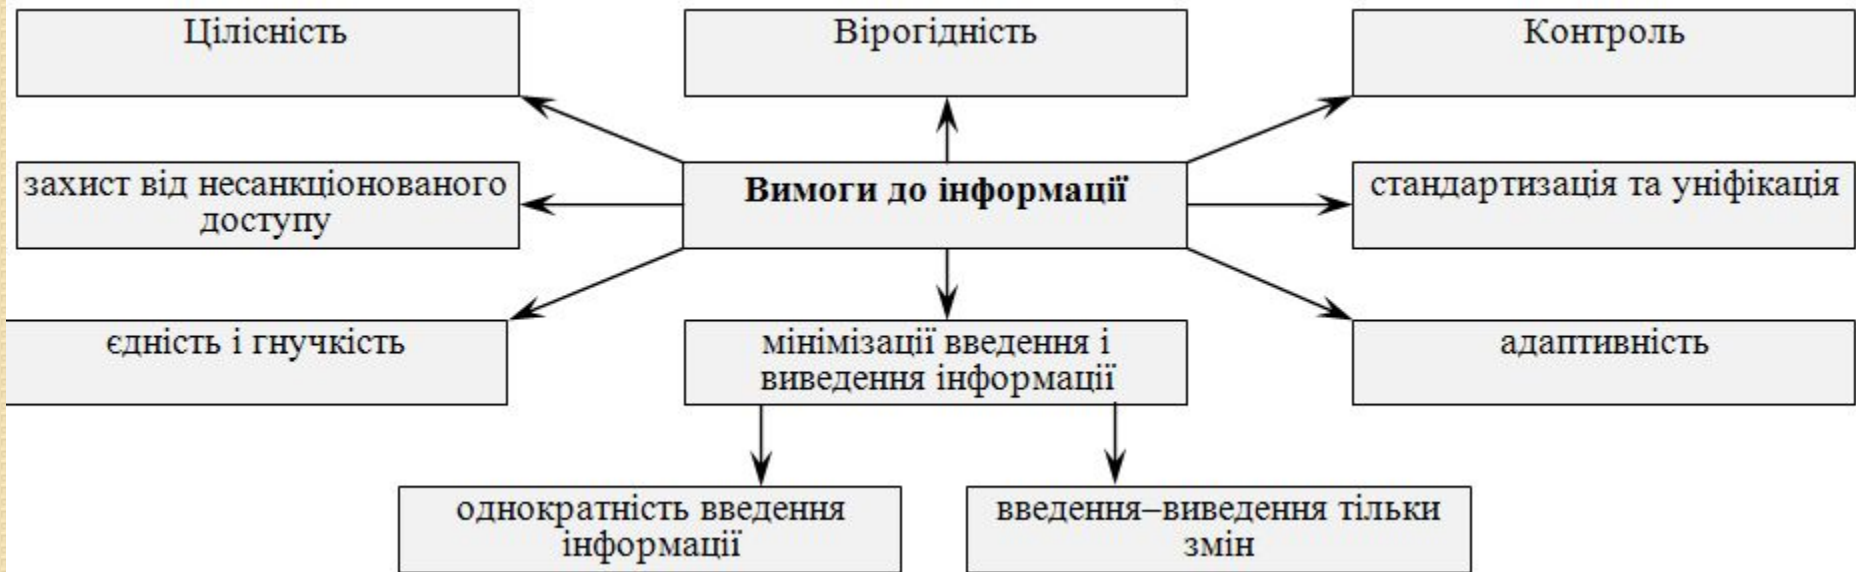 Цілісність
Вірогідність
Контроль
захист від несанкціонованого
доступу
Вимоги до інформації
стандартизація та уніфікація
єдність і гнучкість
мінімізації введення і
виведення інформації
адаптивність
однократність введення
інформації
введення–виведення тільки
змін